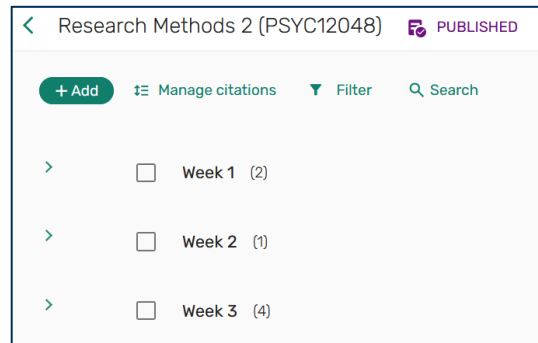 Research Methods 2 (PSYC12048) PUBLISHED
+ Add Manage citations Filter Search
Week 1 (2)
Week 2 (1)
Week 3 (4)